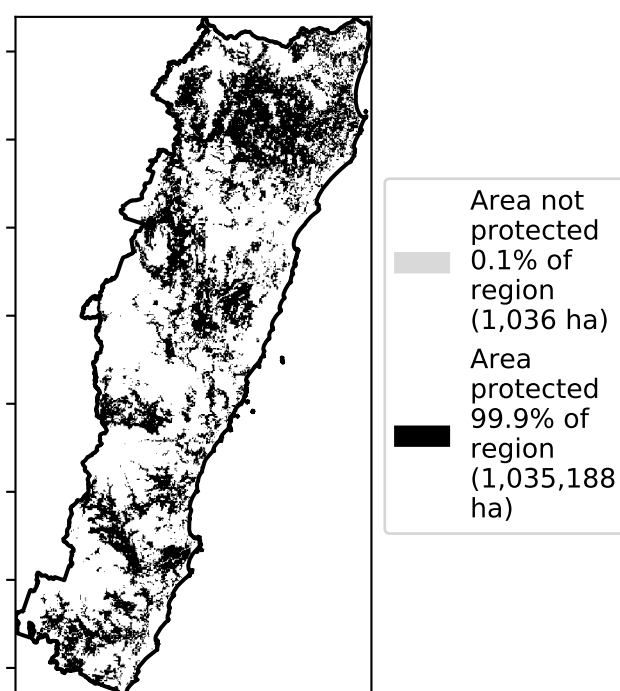 Area not
protected
0.1% of
region
(1,036 ha)
Area
protected
99.9% of
region
(1,035,188
ha)